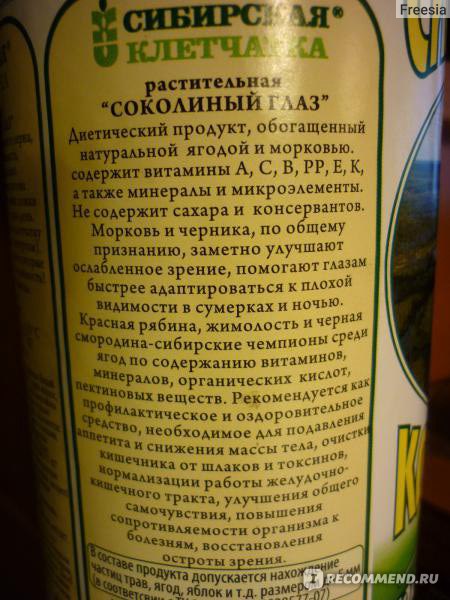 Freesia
СИБИРСКАЯ®
КЛЕТЧАТКА
растительная
"СОКОЛИНЫЙ ГЛАЗ"
Диетический продукт, обогащенный
натуральной ягодой и морковью.
содержит витамины А, С, В, РР, Е, К,
а также минералы и микроэлементы.
Не содержит сахара и консервантов.
Морковь и черника, по общему
признанию, заметно улучшают
ослабленное зрение, помогают глазам
быстрее адаптироваться к плохой
видимости в сумерках и ночью.
Красная рябина, жимолость и черная
смородина-сибирские чемпионы среди
ягод по содержанию витаминов,
минералов, органических кислот,
пектиновых веществ. Рекомендуется как
профилактическое и оздоровительное
средство, необходимое для подавления
аппетита и снижения массы тела, очистки
кишечника от шлаков и токсинов,
нормализации работы желудочно-
кишечного тракта, улучшения общего
самочувствия, повышения
сопротивляемости организма к
болезням, восстановления
остроты зрения.
В составе продукта допускается нахождение
частиц трав, ягод, яблок и т.д. размером
(в соответствии с
IRECOMMEND.RU